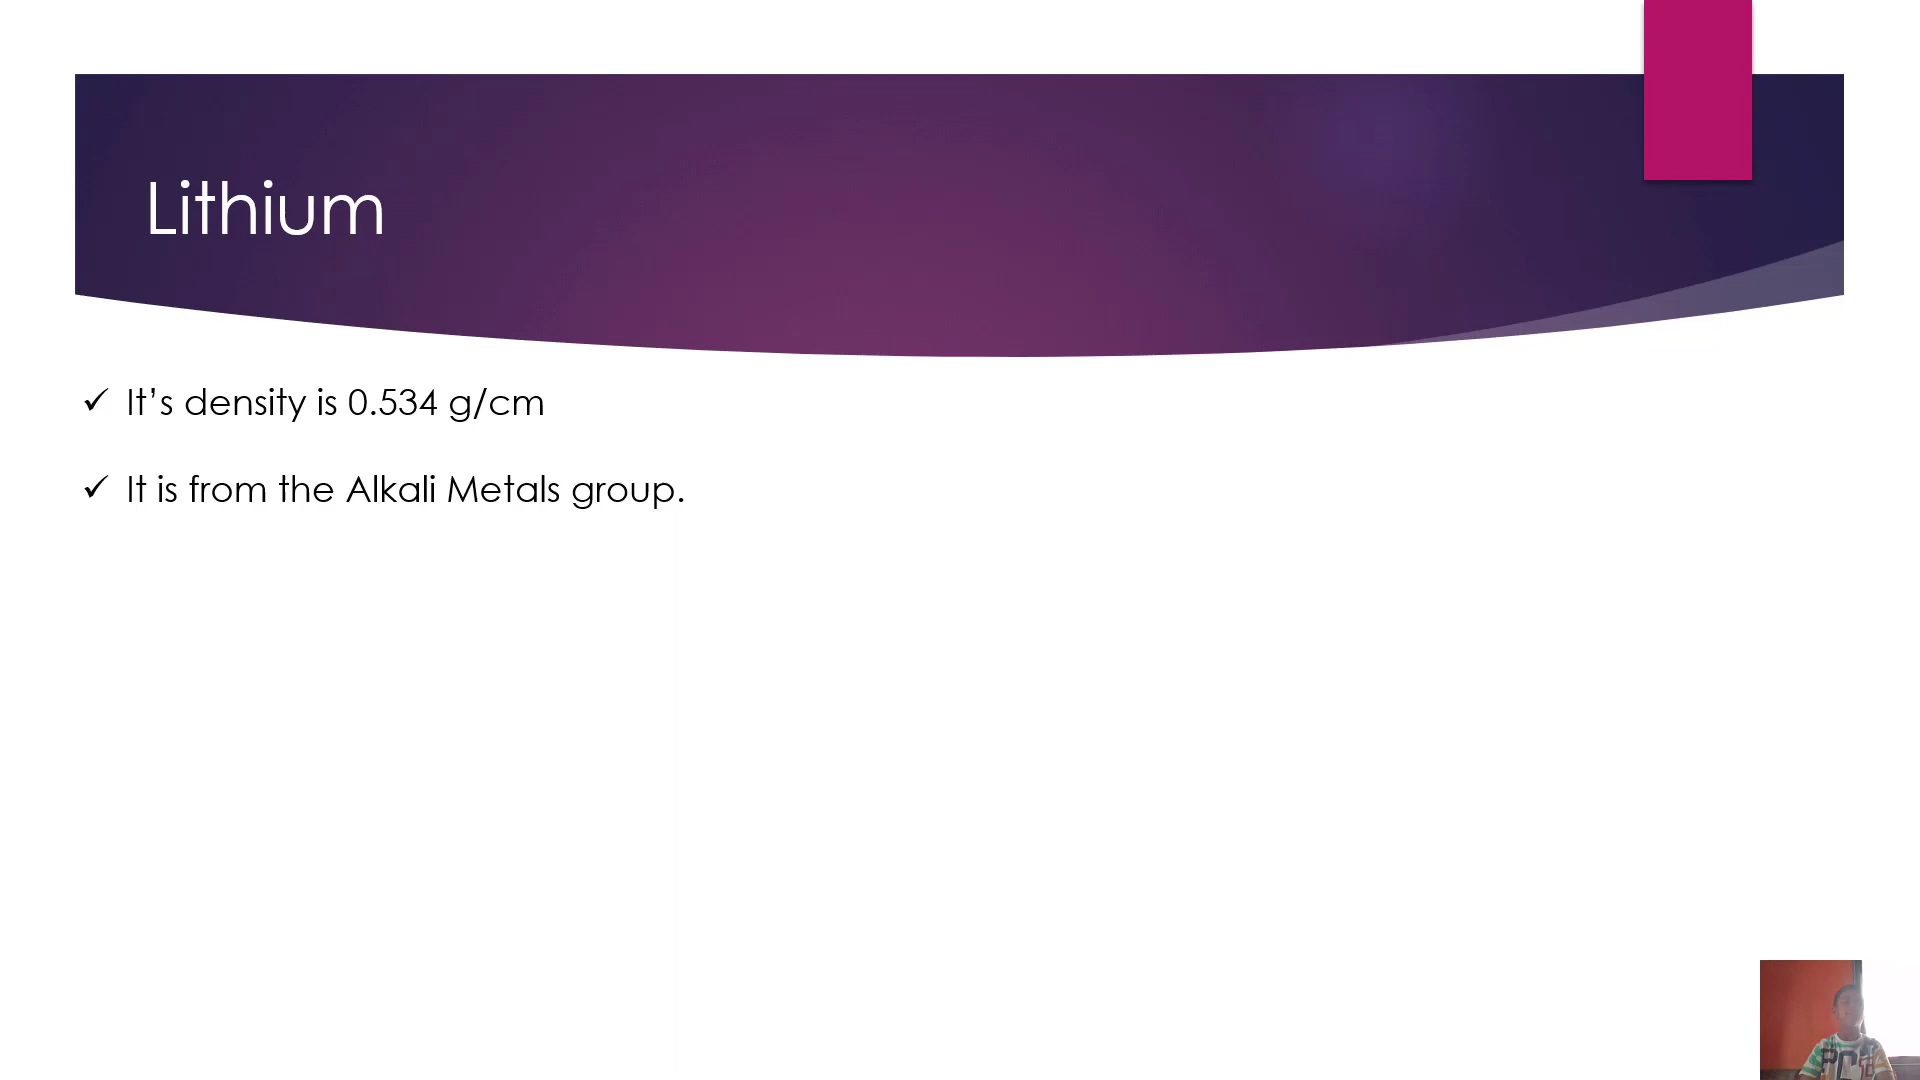 Lithium
✓ It’s density is 0.534 g/cm
✓ It is from the Alkali Metals group.